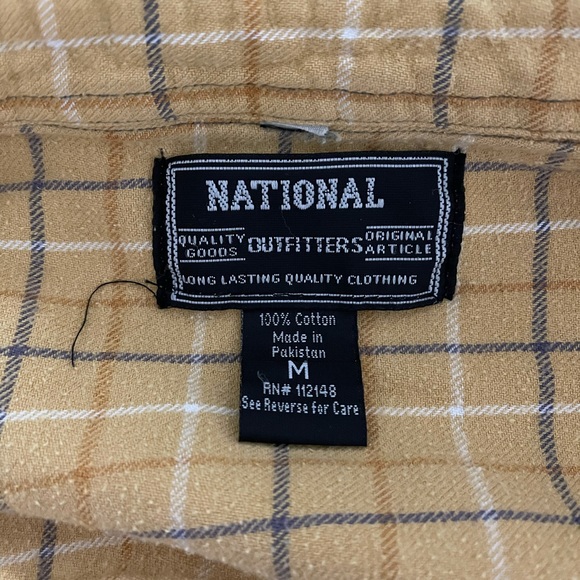 NATIONAL
QUALITY GOODS OUTFITTERS ORIGINAL ARTICLE
LONG LASTING QUALITY CLOTHING
100% Cotton
Made in
Pakistan
M
RN# 112148
See Reverse for Care